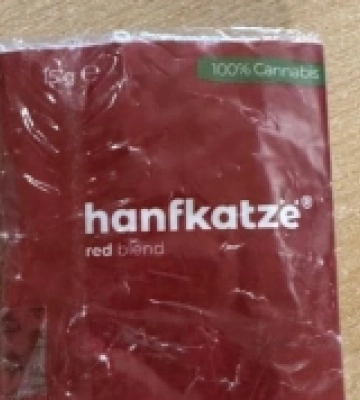 15g ℮
100% Cannabis
hanfkatze®
red blend